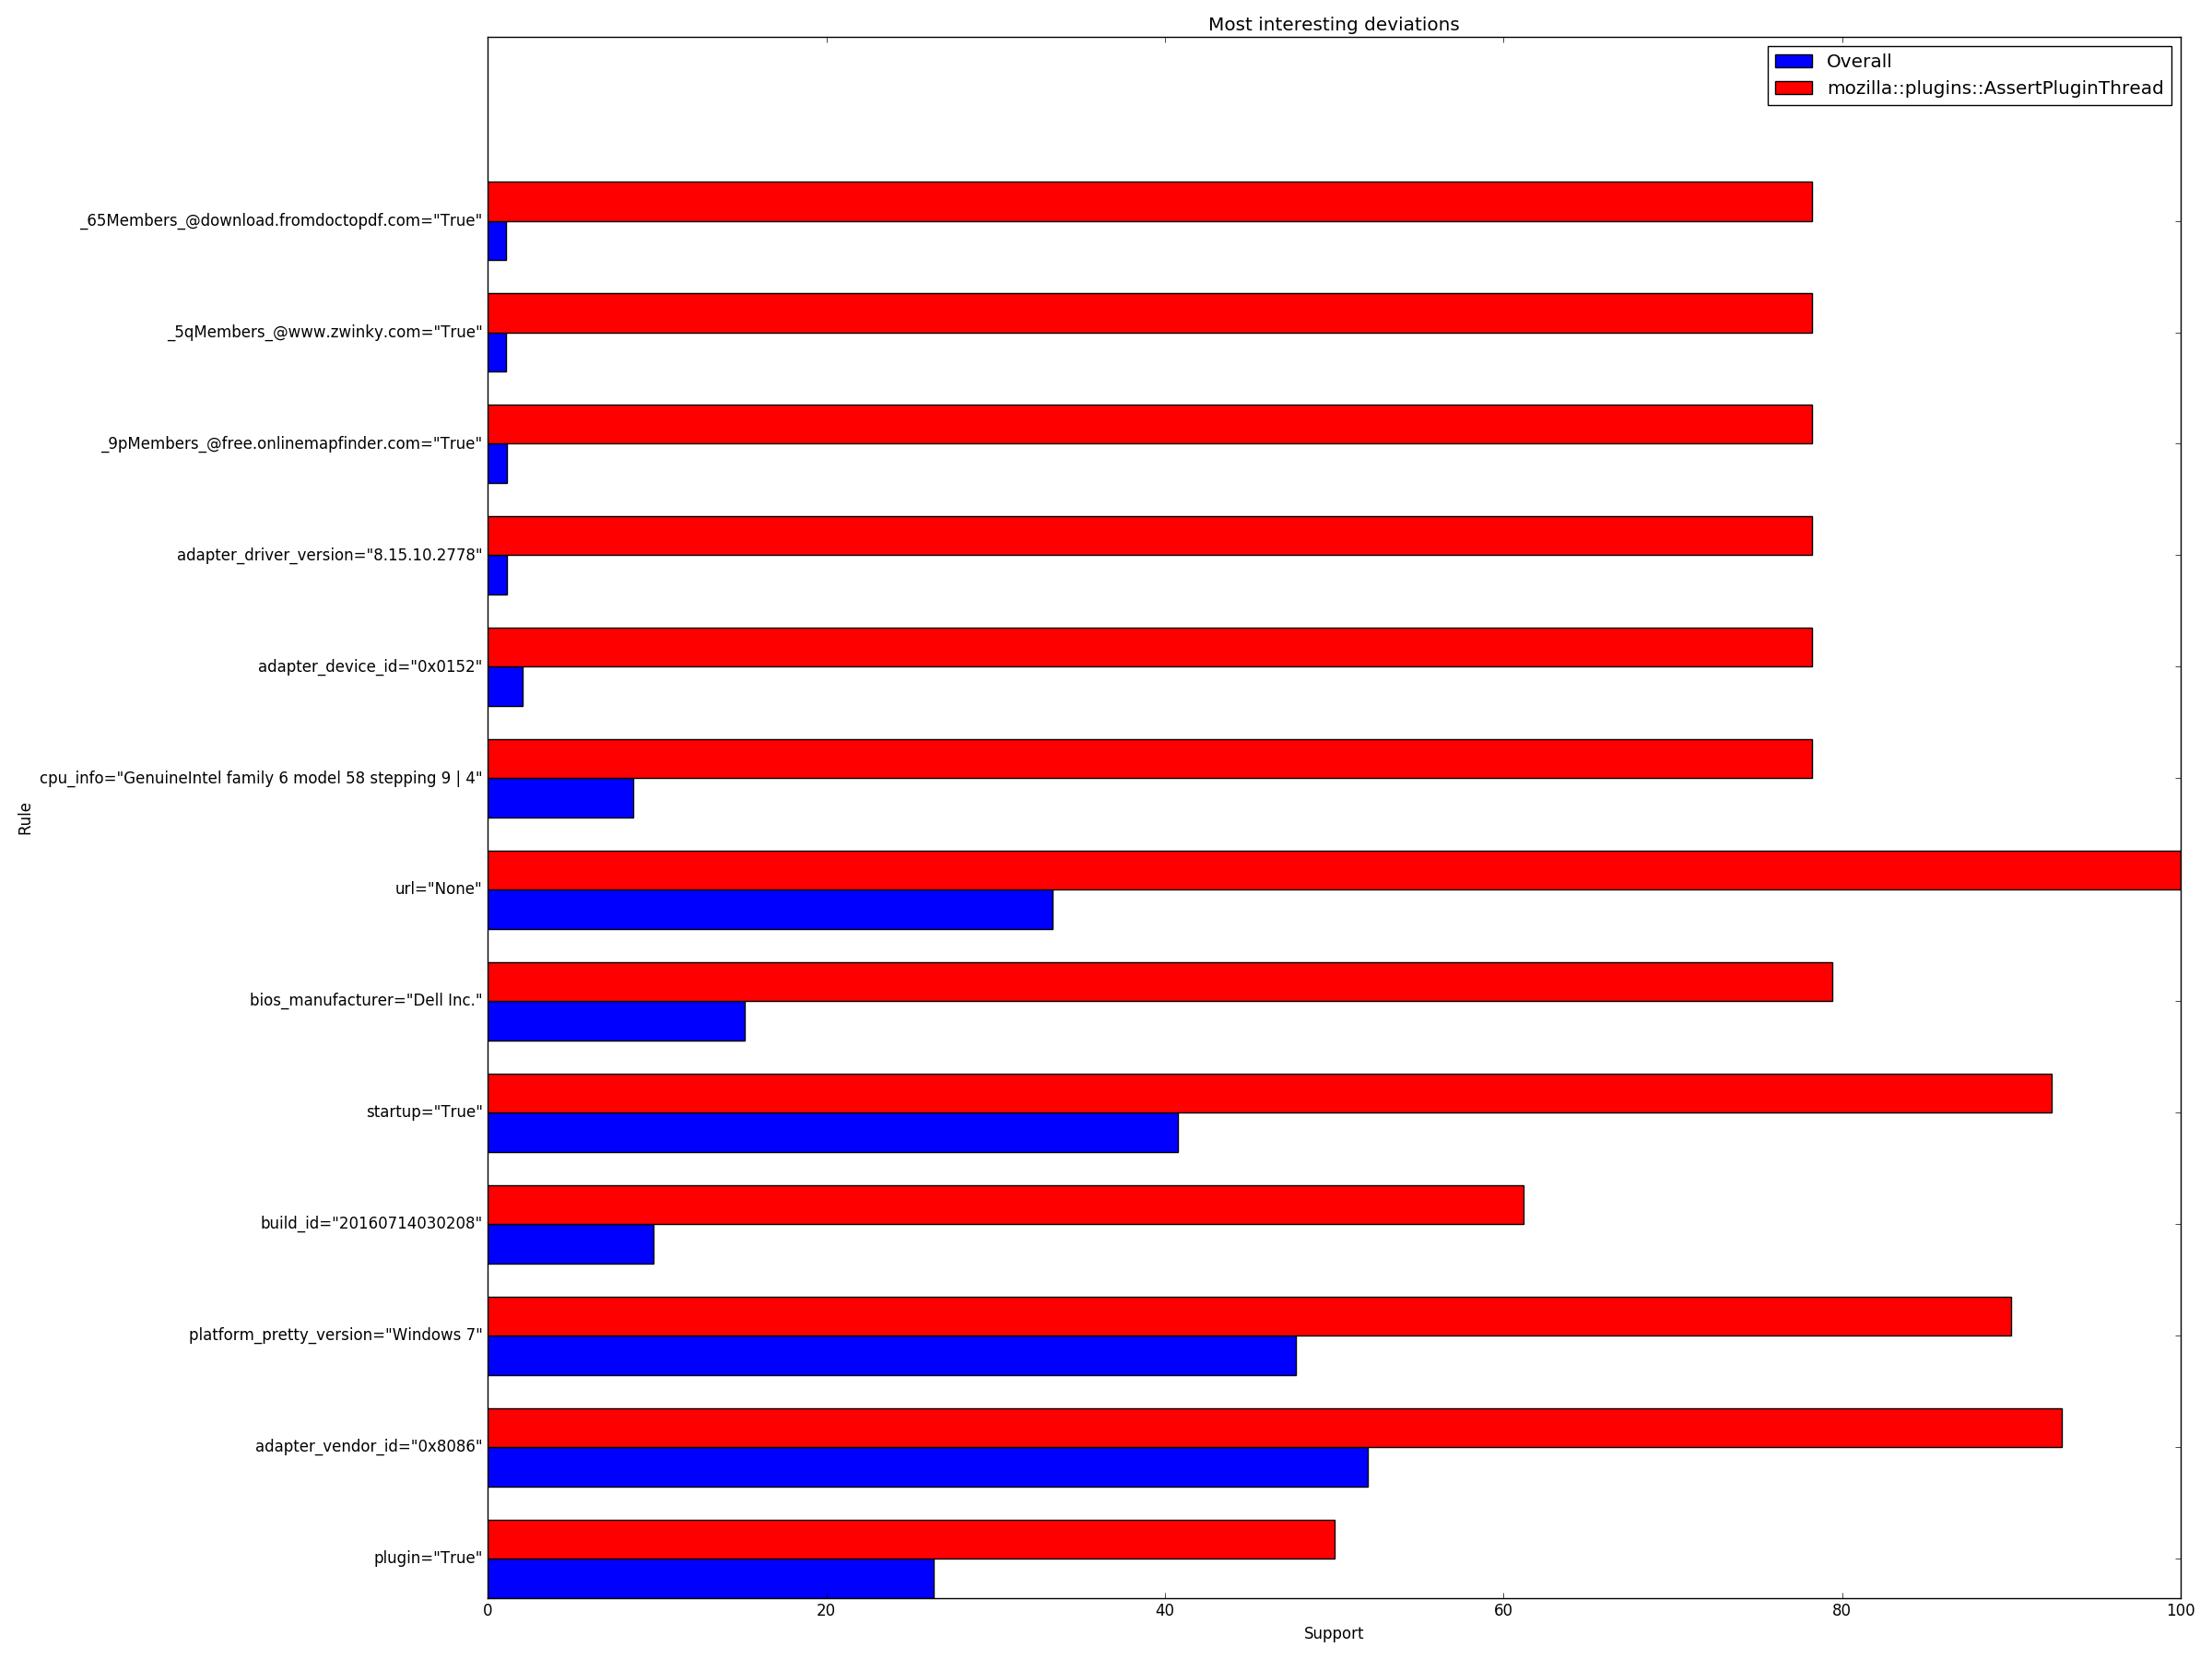 Most interesting deviations
Overall
mozilla::plugins::AssertPluginThread
_65Members_@download.fromdoctopdf.com="True"
_5qMembers_@www.zwinky.com="True"
_9pMembers_@free.onlinemapfinder.com="True"
adapter_driver_version="8.15.10.2778"
adapter_device_id="0x0152"
cpu_info="GenuineIntel family 6 model 58 stepping 9 | 4"
Rule
url="None"
bios_manufacturer="Dell Inc."
startup="True"
build_id="20160714030208"
platform_pretty_version="Windows 7"
adapter_vendor_id="0x8086"
plugin="True"
0 20 40 60 80 100
Support